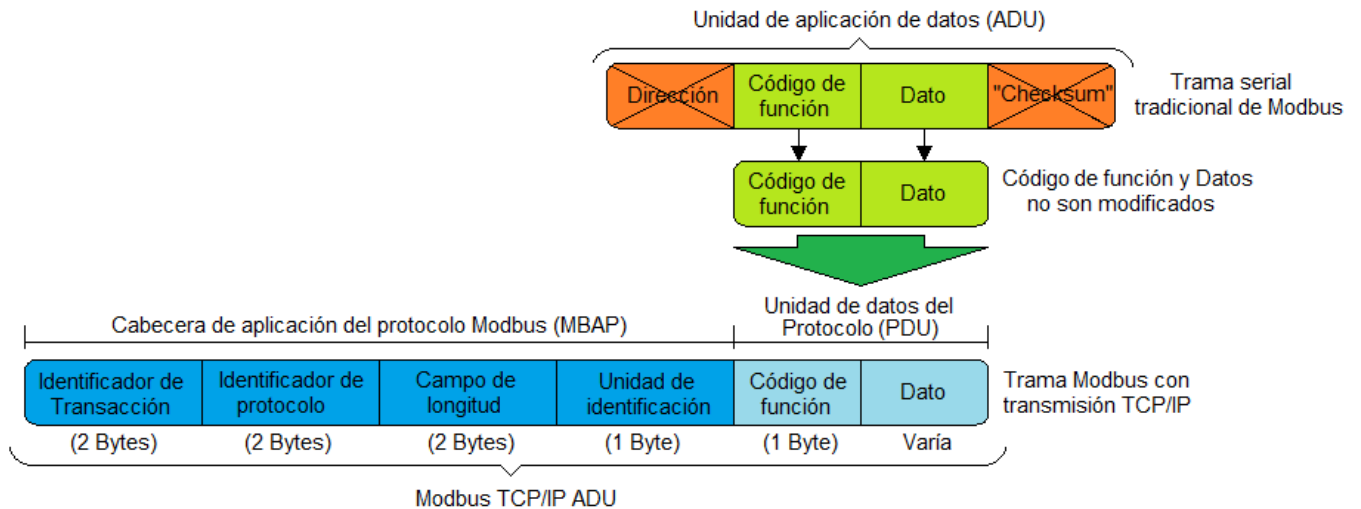 Unidad de aplicación de datos (ADU)
Dirección
Código de
función
Dato
"Checksum"
Trama serial
tradicional de Modbus
Código de
función
Dato
Código de función y Datos
no son modificados
Cabecera de aplicación del protocolo Modbus (MBAP)
Unidad de datos del
Protocolo (PDU)
Identificador de
Transacción
Identificador de
protocolo
Campo de
longitud
Unidad de
identificación
Código de
función
Dato
Trama Modbus con
transmisión TCP/IP
(2 Bytes)
(2 Bytes)
(2 Bytes)
(1 Byte)
(1 Byte)
Varía
Modbus TCP/IP ADU